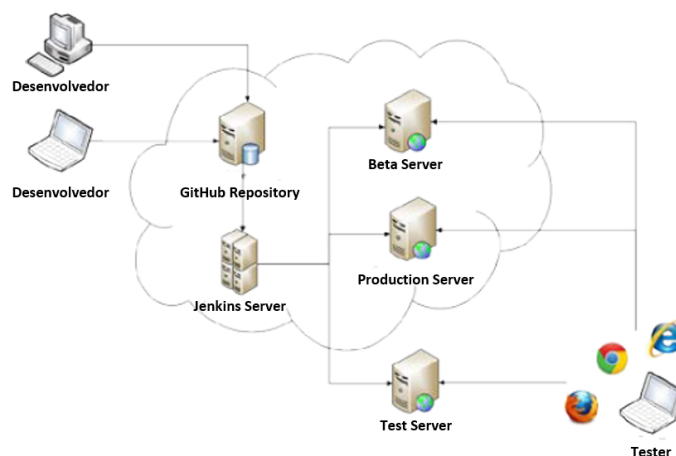 Desenvolvedor
Desenvolvedor
GitHub Repository
Beta Server
Jenkins Server
Production Server
Test Server
Tester